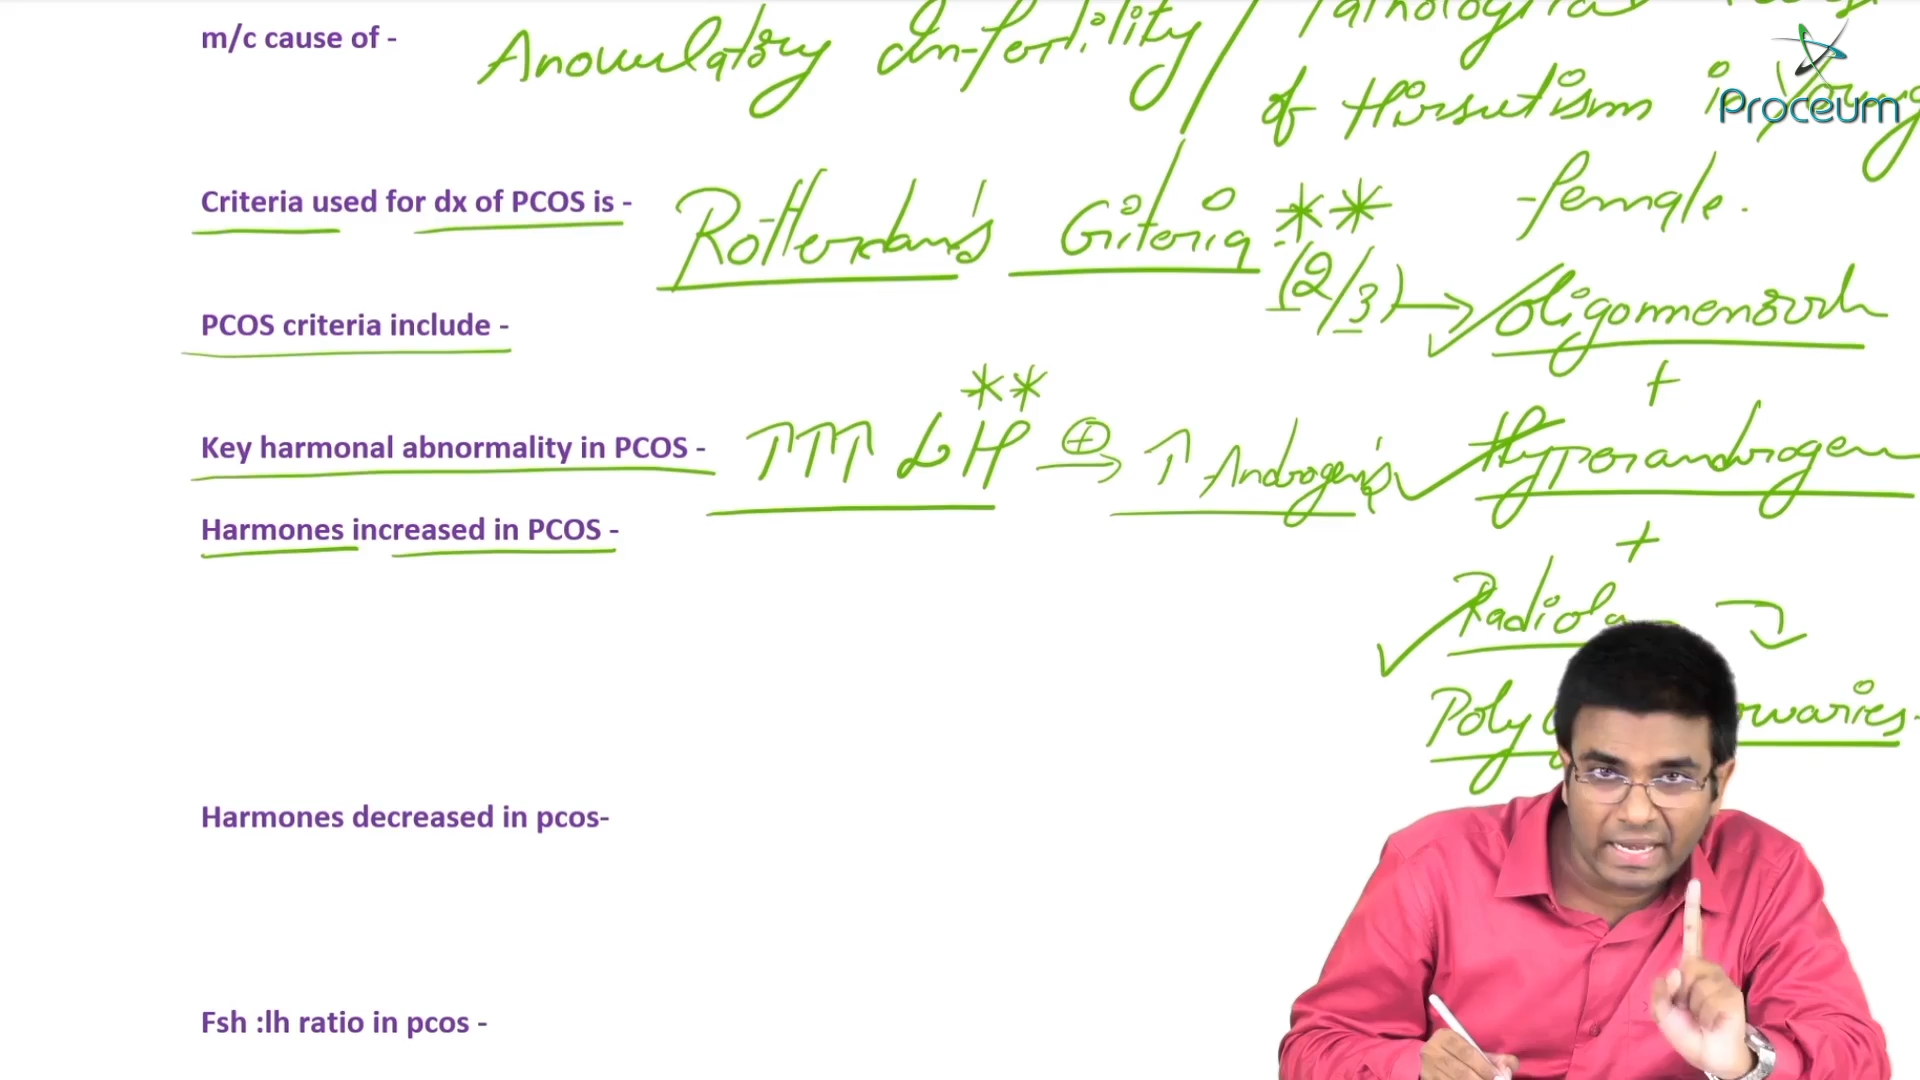 Pathological
m/c cause of - Anovulatory Infertility /
of Hirsutism in Young
Proceum
female.
Criteria used for dx of PCOS is - Rotterdam's Criteria **
(2/3) → oligomenorrh
PCOS criteria include -
+
**
Key harmonal abnormality in PCOS - ↑↑↑ LH ⊕→ ↑ Androgen's Hyperandrogen
Harmones increased in PCOS -
+
Poly ovaries
Harmones decreased in pcos-
Fsh :lh ratio in pcos -